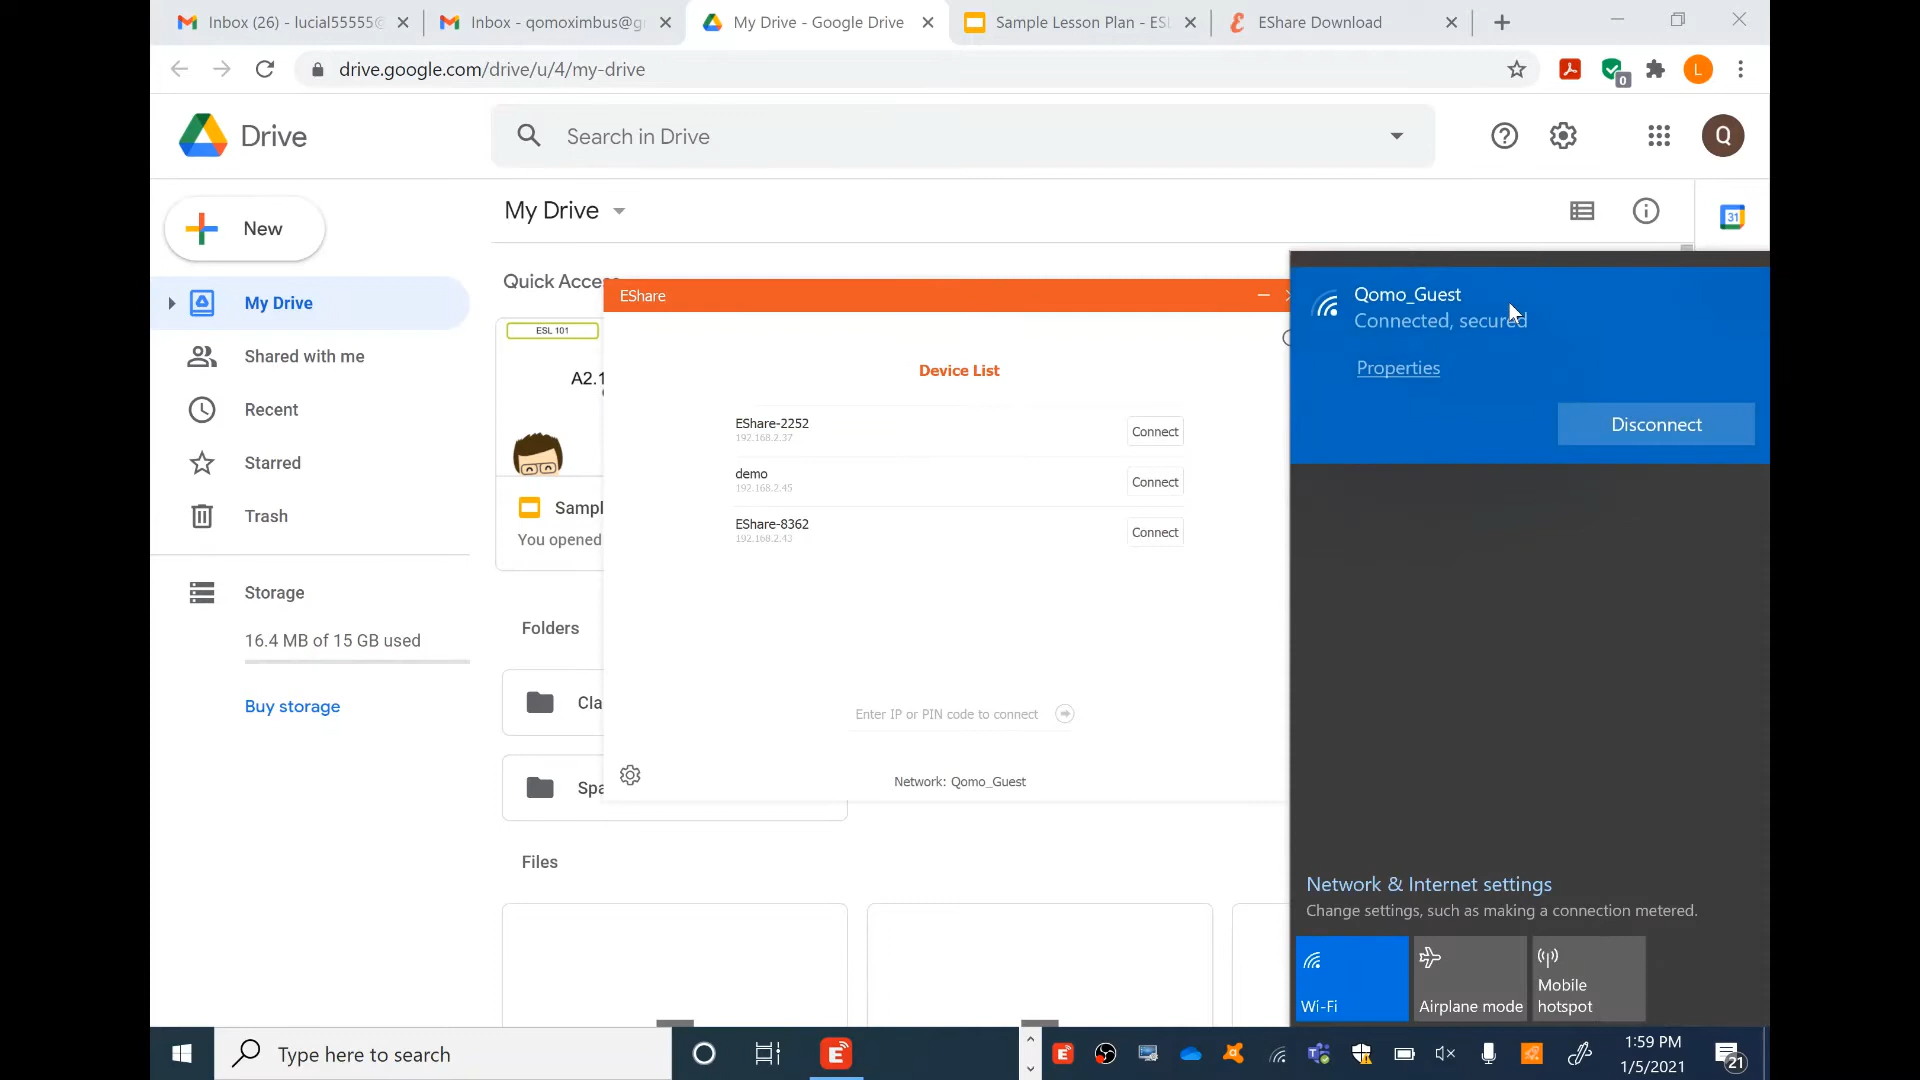 Inbox (26) - lucial55555@
Inbox - qomoximbus@g
My Drive - Google Drive
Sample Lesson Plan - ESL
EShare Download
drive.google.com/drive/u/4/my-drive
0
L
Drive
Search in Drive
Q
New
My Drive
31
My Drive
Shared with me
Recent
Starred
Trash
Storage
16.4 MB of 15 GB used
Buy storage
Quick Acce
ESL 101
A2.1
Sampl
You opened
Folders
Cla
Spa
Files
EShare
Device List
EShare-2252
192.168.2.37
Connect
demo
192.168.2.45
Connect
EShare-8362
192.168.2.43
Connect
Enter IP or PIN code to connect
Network: Qomo_Guest
Qomo_Guest
Connected, secured
Properties
Disconnect
Network & Internet settings
Change settings, such as making a connection metered.
Wi-Fi
Airplane mode
Mobile
hotspot
Type here to search
1:59 PM
1/5/2021
21